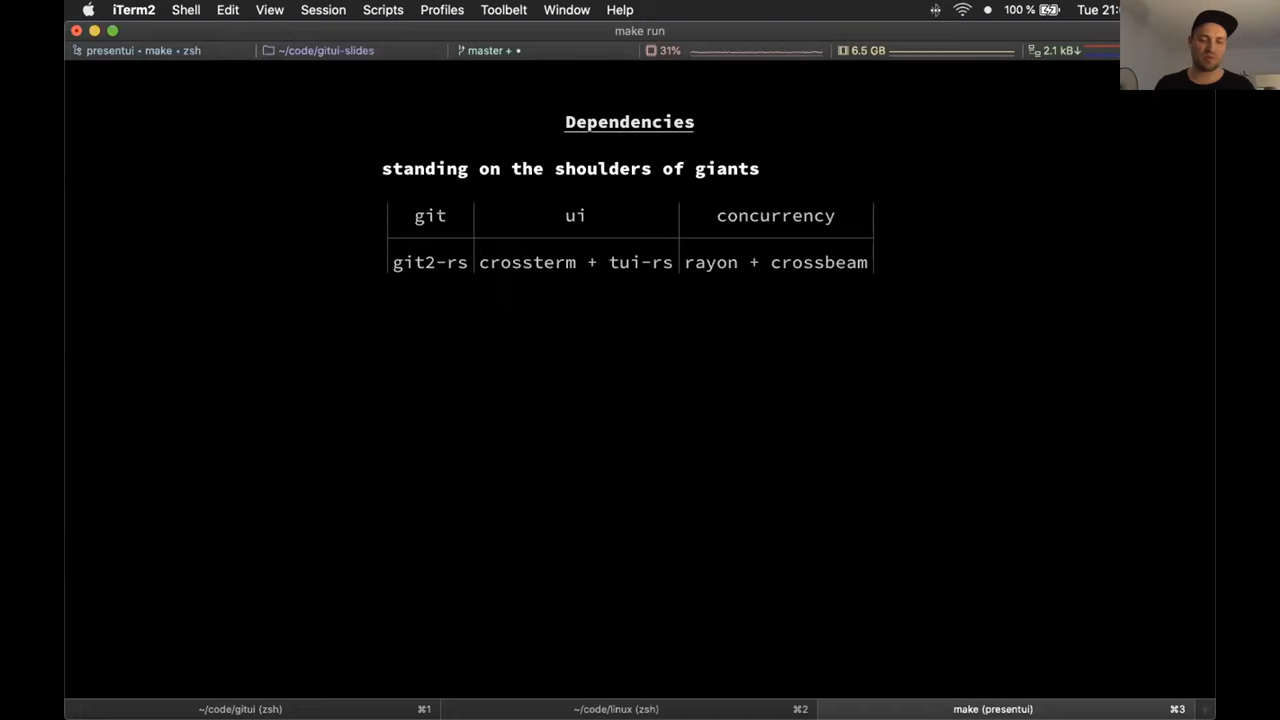 iTerm2 Shell Edit View Session Scripts Profiles Toolbelt Window Help 100 % Tue 21:
make run
presentui • make • zsh ~/code/gitui-slides master + • 31% 6.5 GB 2.1 kB↓
Dependencies
standing on the shoulders of giants
git ui concurrency
git2-rs crossterm + tui-rs rayon + crossbeam
~/code/gitui (zsh) ⌘1 ~/code/linux (zsh) ⌘2 make (presentui) ⌘3